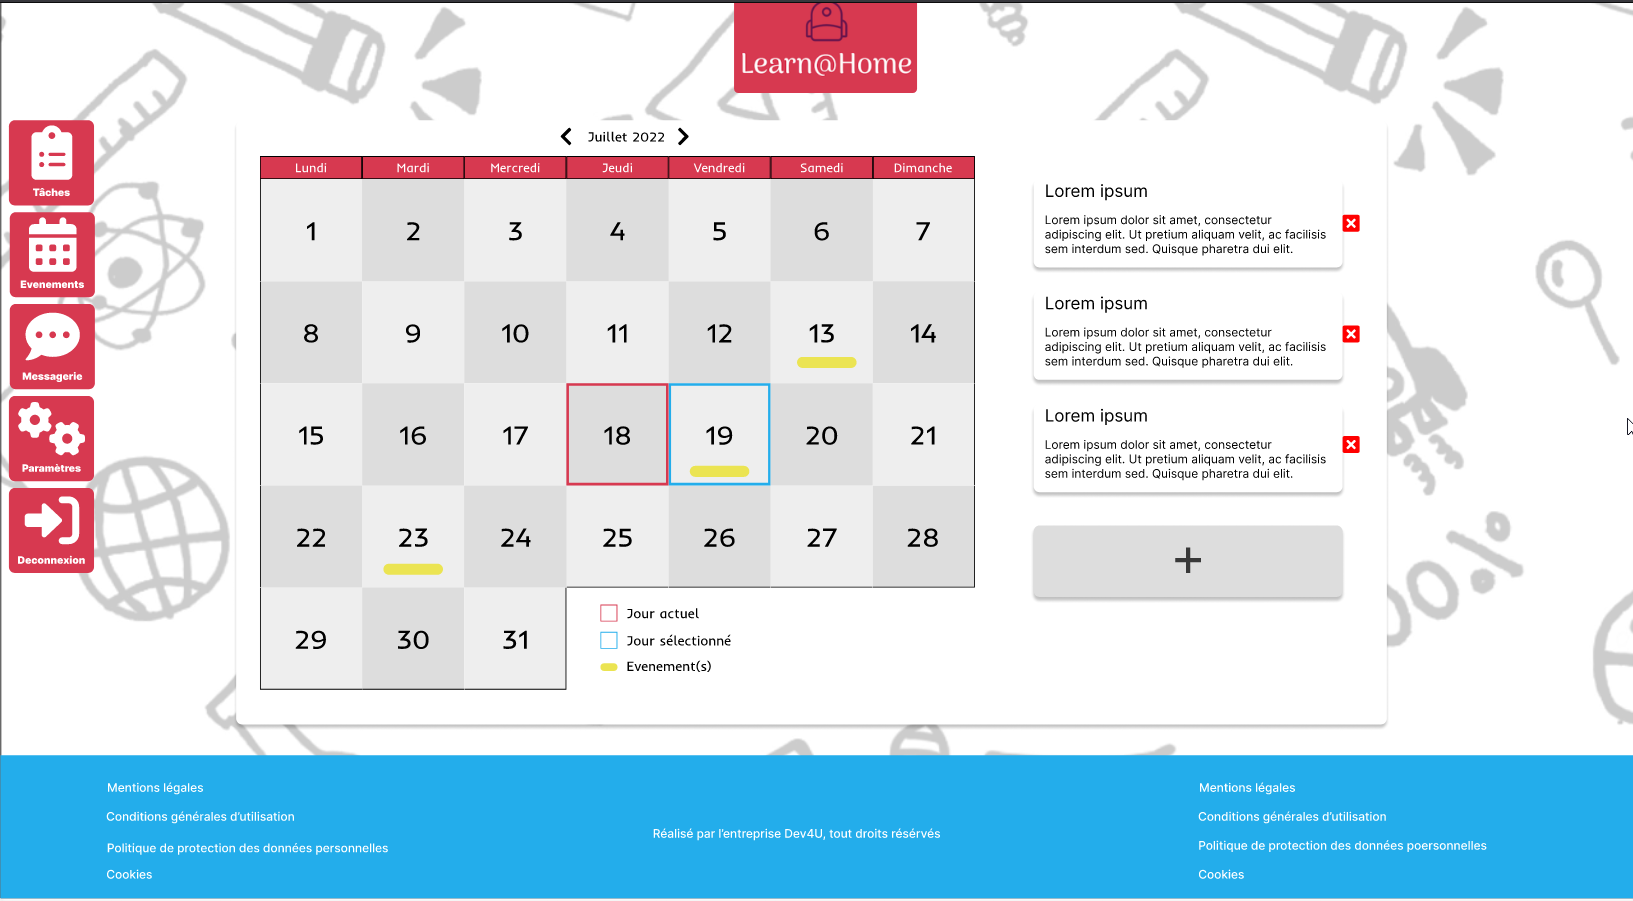 Learn@Home
Tâches
Evenements
Messagerie
Paramètres
Deconnexion
Juillet 2022
Lundi Mardi Mercredi Jeudi Vendredi Samedi Dimanche
1 2 3 4 5 6 7
8 9 10 11 12 13 14
15 16 17 18 19 20 21
22 23 24 25 26 27 28
29 30 31
Jour actuel
Jour sélectionné
Evenement(s)
Lorem ipsum
Lorem ipsum dolor sit amet, consectetur
adipiscing elit. Ut pretium aliquam velit, ac facilisis
sem interdum sed. Quisque pharetra dui elit.
Lorem ipsum
Lorem ipsum dolor sit amet, consectetur
adipiscing elit. Ut pretium aliquam velit, ac facilisis
sem interdum sed. Quisque pharetra dui elit.
Lorem ipsum
Lorem ipsum dolor sit amet, consectetur
adipiscing elit. Ut pretium aliquam velit, ac facilisis
sem interdum sed. Quisque pharetra dui elit.
+
Mentions légales
Conditions générales d'utilisation
Politique de protection des données personnelles
Cookies
Réalisé par l'entreprise Dev4U, tout droits résérvés
Mentions légales
Conditions générales d'utilisation
Politique de protection des données poersonnelles
Cookies